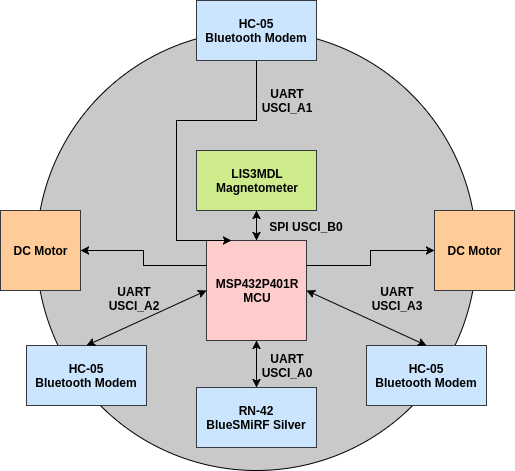 HC-05
Bluetooth Modem
UART
USCI_A1
LIS3MDL
Magnetometer
SPI USCI_B0
DC Motor
DC Motor
MSP432P401R
MCU
UART
USCI_A2
UART
USCI_A3
HC-05
Bluetooth Modem
UART
USCI_A0
HC-05
Bluetooth Modem
RN-42
BlueSMiRF Silver